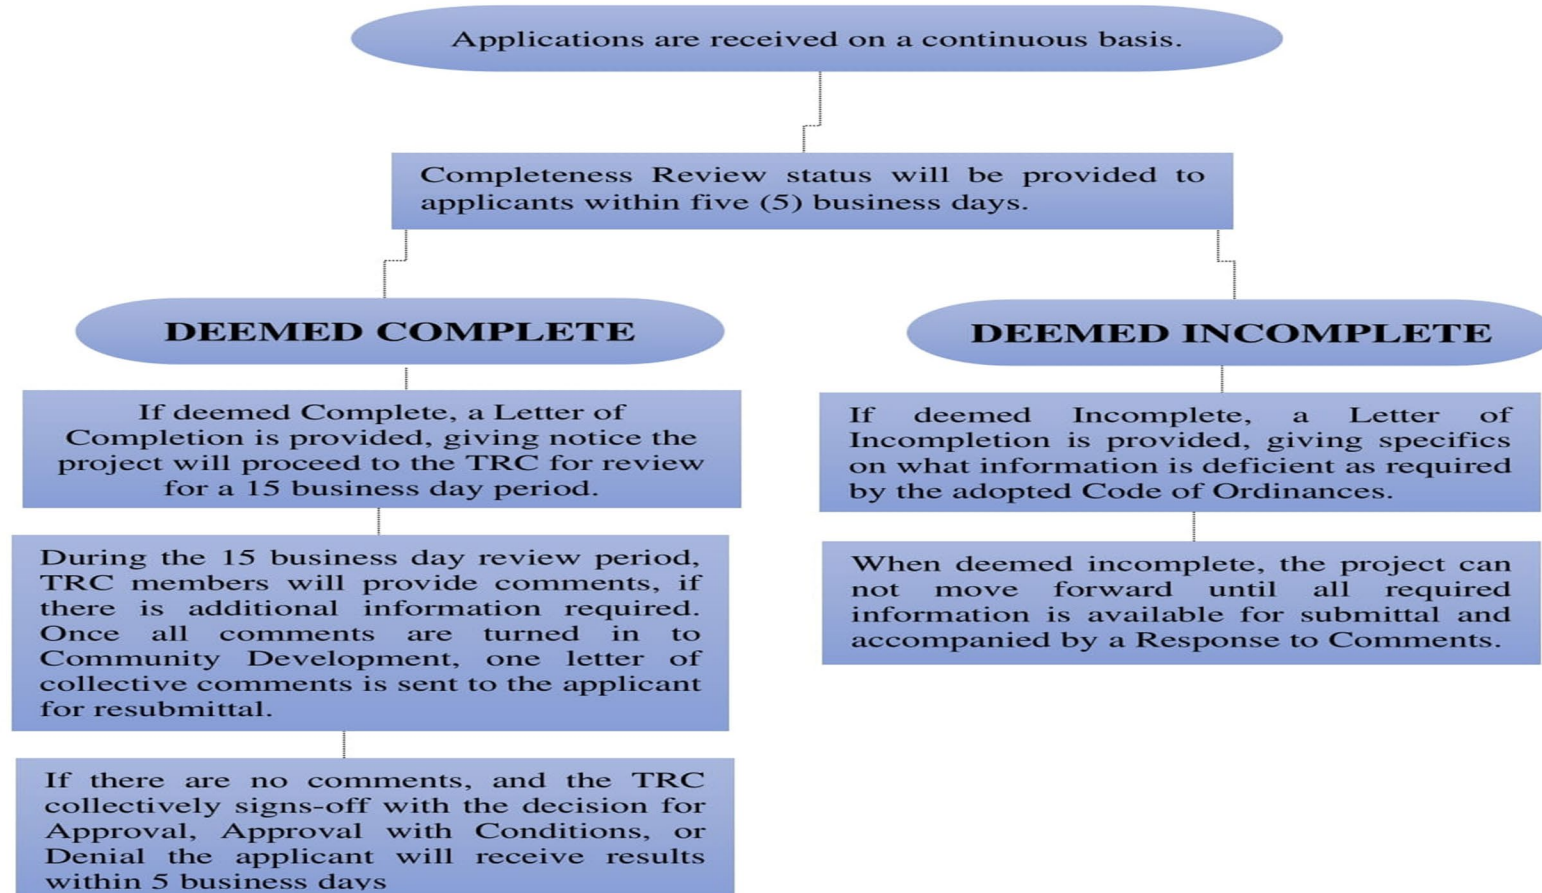 Applications are received on a continuous basis.
Completeness Review status will be provided to
applicants within five (5) business days.
DEEMED COMPLETE
If deemed Complete, a Letter of
Completion is provided, giving notice the
project will proceed to the TRC for review
for a 15 business day period.
During the 15 business day review period,
TRC members will provide comments, if
there is additional information required.
Once all comments are turned in to
Community Development, one letter of
collective comments is sent to the applicant
for resubmittal.
If there are no comments, and the TRC
collectively signs-off with the decision for
Approval, Approval with Conditions, or
Denial the applicant will receive results
within 5 business days
DEEMED INCOMPLETE
If deemed Incomplete, a Letter of
Incompletion is provided, giving specifics
on what information is deficient as required
by the adopted Code of Ordinances.
When deemed incomplete, the project can
not move forward until all required
information is available for submittal and
accompanied by a Response to Comments.